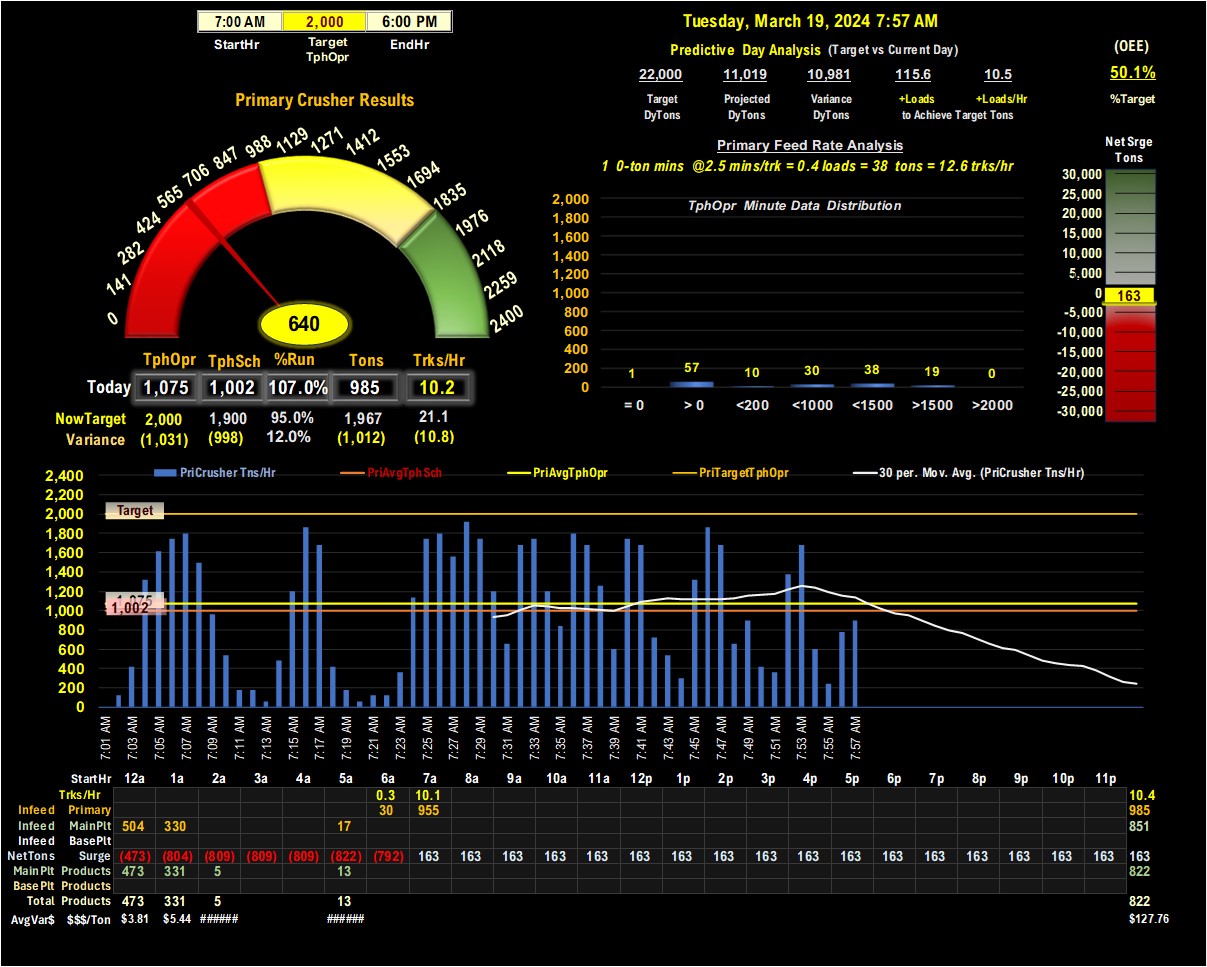 7:00 AM 2,000 6:00 PM
StartHr Target TphOpr EndHr
Tuesday, March 19, 2024 7:57 AM
Predictive Day Analysis (Target vs Current Day)
22,000 11,019 10,981 115.6 10.5
Target DyTons Projected DyTons Variance DyTons +Loads +Loads/Hr
to Achieve Target Tons
(OEE)
50.1%
%Target
Primary Crusher Results
0 141 282 424 565 706 847 988 1129 1271 1412 1553 1694 1835 1976 2118 2259 2400
640
TphOpr TphSch %Run Tons Trks/Hr
Today 1,075 1,002 107.0% 985 10.2
NowTarget 2,000 1,900 95.0% 1,967 21.1
Variance (1,031) (998) 12.0% (1,012) (10.8)
Primary Feed Rate Analysis
1 0-ton mins @2.5 mins/trk = 0.4 loads = 38 tons = 12.6 trks/hr
TphOpr Minute Data Distribution
2,000
1,800
1,600
1,400
1,200
1,000
800
600
400
200
0
1 57 10 30 38 19 0
= 0 > 0 <200 <1000 <1500 >1500 >2000
Net Srge Tons
30,000
25,000
20,000
15,000
10,000
5,000
0
163
-5,000
-10,000
-15,000
-20,000
-25,000
-30,000
PriCrusher Tns/Hr PriAvgTphSch PriAvgTphOpr PriTargetTphOpr 30 per. Mov. Avg. (PriCrusher Tns/Hr)
2,400
2,200
2,000
1,800
1,600
1,400
1,200
1,000
800
600
400
200
0
Target
1,075
1,002
7:01 AM 7:03 AM 7:05 AM 7:07 AM 7:09 AM 7:11 AM 7:13 AM 7:15 AM 7:17 AM 7:19 AM 7:21 AM 7:23 AM 7:25 AM 7:27 AM 7:29 AM 7:31 AM 7:33 AM 7:35 AM 7:37 AM 7:39 AM 7:41 AM 7:43 AM 7:45 AM 7:47 AM 7:49 AM 7:51 AM 7:53 AM 7:55 AM 7:57 AM
StartHr 12a 1a 2a 3a 4a 5a 6a 7a 8a 9a 10a 11a 12p 1p 2p 3p 4p 5p 6p 7p 8p 9p 10p 11p
Trks/Hr 0.3 10.1 10.4
Infeed Primary 30 955 985
Infeed MainPlt 504 330 17 851
Infeed BasePlt
NetTons Surge (473) (804) (809) (809) (809) (822) (792) 163 163 163 163 163 163 163 163 163 163 163 163 163 163 163 163 163 163
MainPlt Products 473 331 5 13 822
BasePlt Products
Total Products 473 331 5 13 822
AvgVar$ $$$/Ton $3.81 $5.44 ###### ###### $127.76